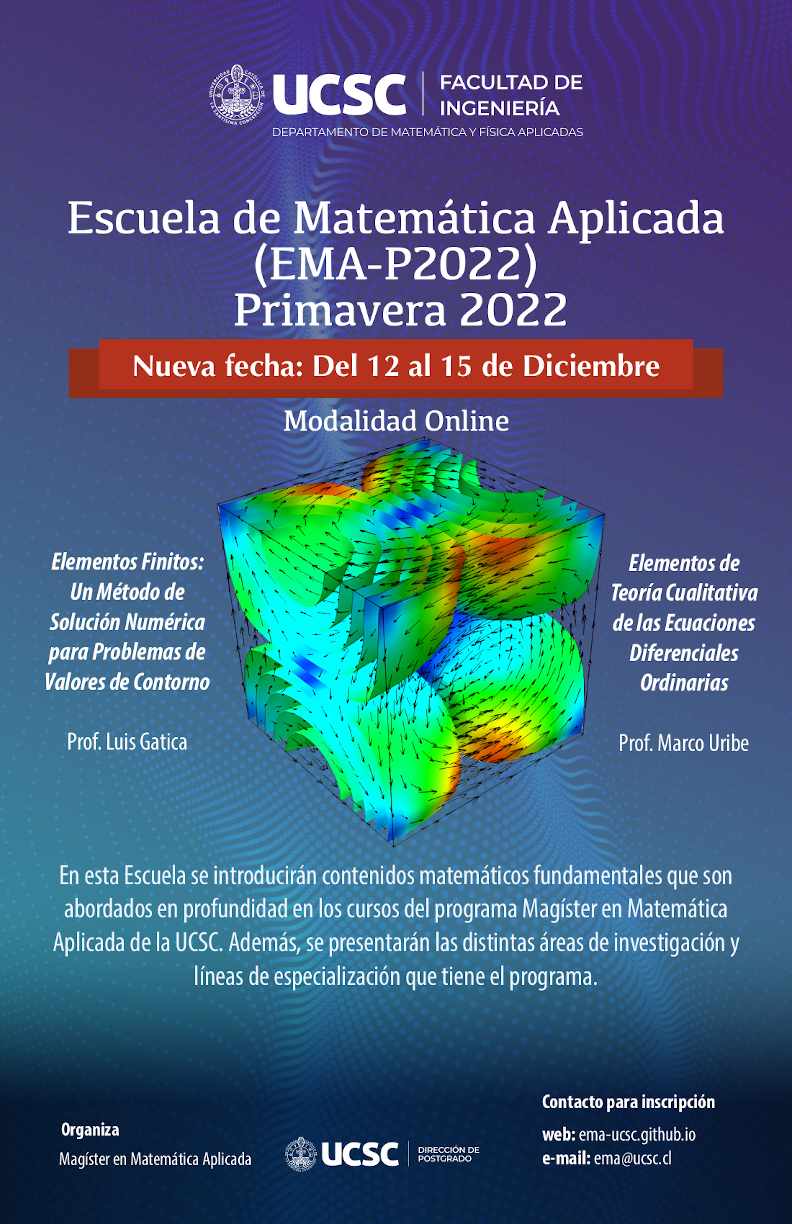 UCSC
FACULTAD DE
INGENIERÍA
DEPARTAMENTO DE MATEMÁTICA Y FÍSICA APLICADAS
Escuela de Matemática Aplicada
(EMA-P2022)
Primavera 2022
Nueva fecha: Del 12 al 15 de Diciembre
Modalidad Online
Elementos Finitos:
Un Método de
Solución Numérica
para Problemas de
Valores de Contorno
Prof. Luis Gatica
Elementos de
Teoría Cualitativa
de las Ecuaciones
Diferenciales
Ordinarias
Prof. Marco Uribe
En esta Escuela se introducirán contenidos matemáticos fundamentales que son
abordados en profundidad en los cursos del programa Magíster en Matemática
Aplicada de la UCSC. Además, se presentarán las distintas áreas de investigación y
líneas de especialización que tiene el programa.
Organiza
Magíster en Matemática Aplicada
UCSC
DIRECCIÓN DE
POSTGRADO
Contacto para inscripción
web: ema-ucsc.github.io
e-mail: ema@ucsc.cl